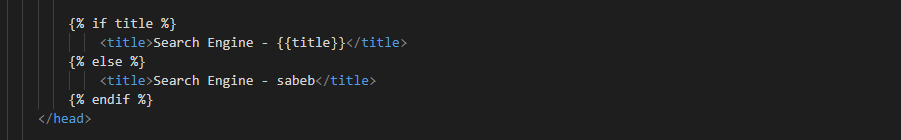 {% if title %}
<title>Search Engine - {{title}}</title>
{% else %}
<title>Search Engine - sabeb</title>
{% endif %}
</head>